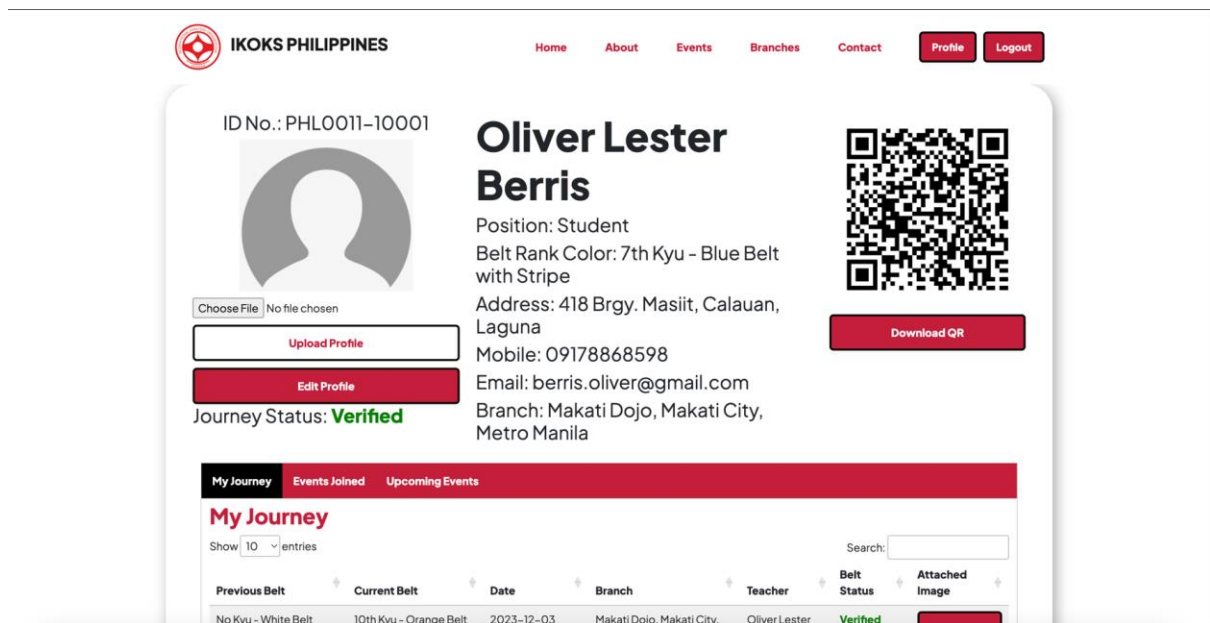 IKOKS PHILIPPINES
Home About Events Branches Contact Profile Logout
ID No.: PHL0011-10001
Oliver Lester
Berris
Position: Student
Belt Rank Color: 7th Kyu - Blue Belt
with Stripe
Address: 418 Brgy. Masiit, Calauan,
Laguna
Mobile: 09178868598
Email: berris.oliver@gmail.com
Branch: Makati Dojo, Makati City,
Metro Manila
Choose File No file chosen
Upload Profile
Edit Profile
Journey Status: Verified
Download QR
My Journey Events Joined Upcoming Events
My Journey
Show 10 entries
Search:
Previous Belt Current Belt Date Branch Teacher Belt Status Attached Image
No Kyu - White Belt 10th Kyu - Orange Belt 2023-12-03 Makati Dojo, Makati City, Oliver Lester Verified